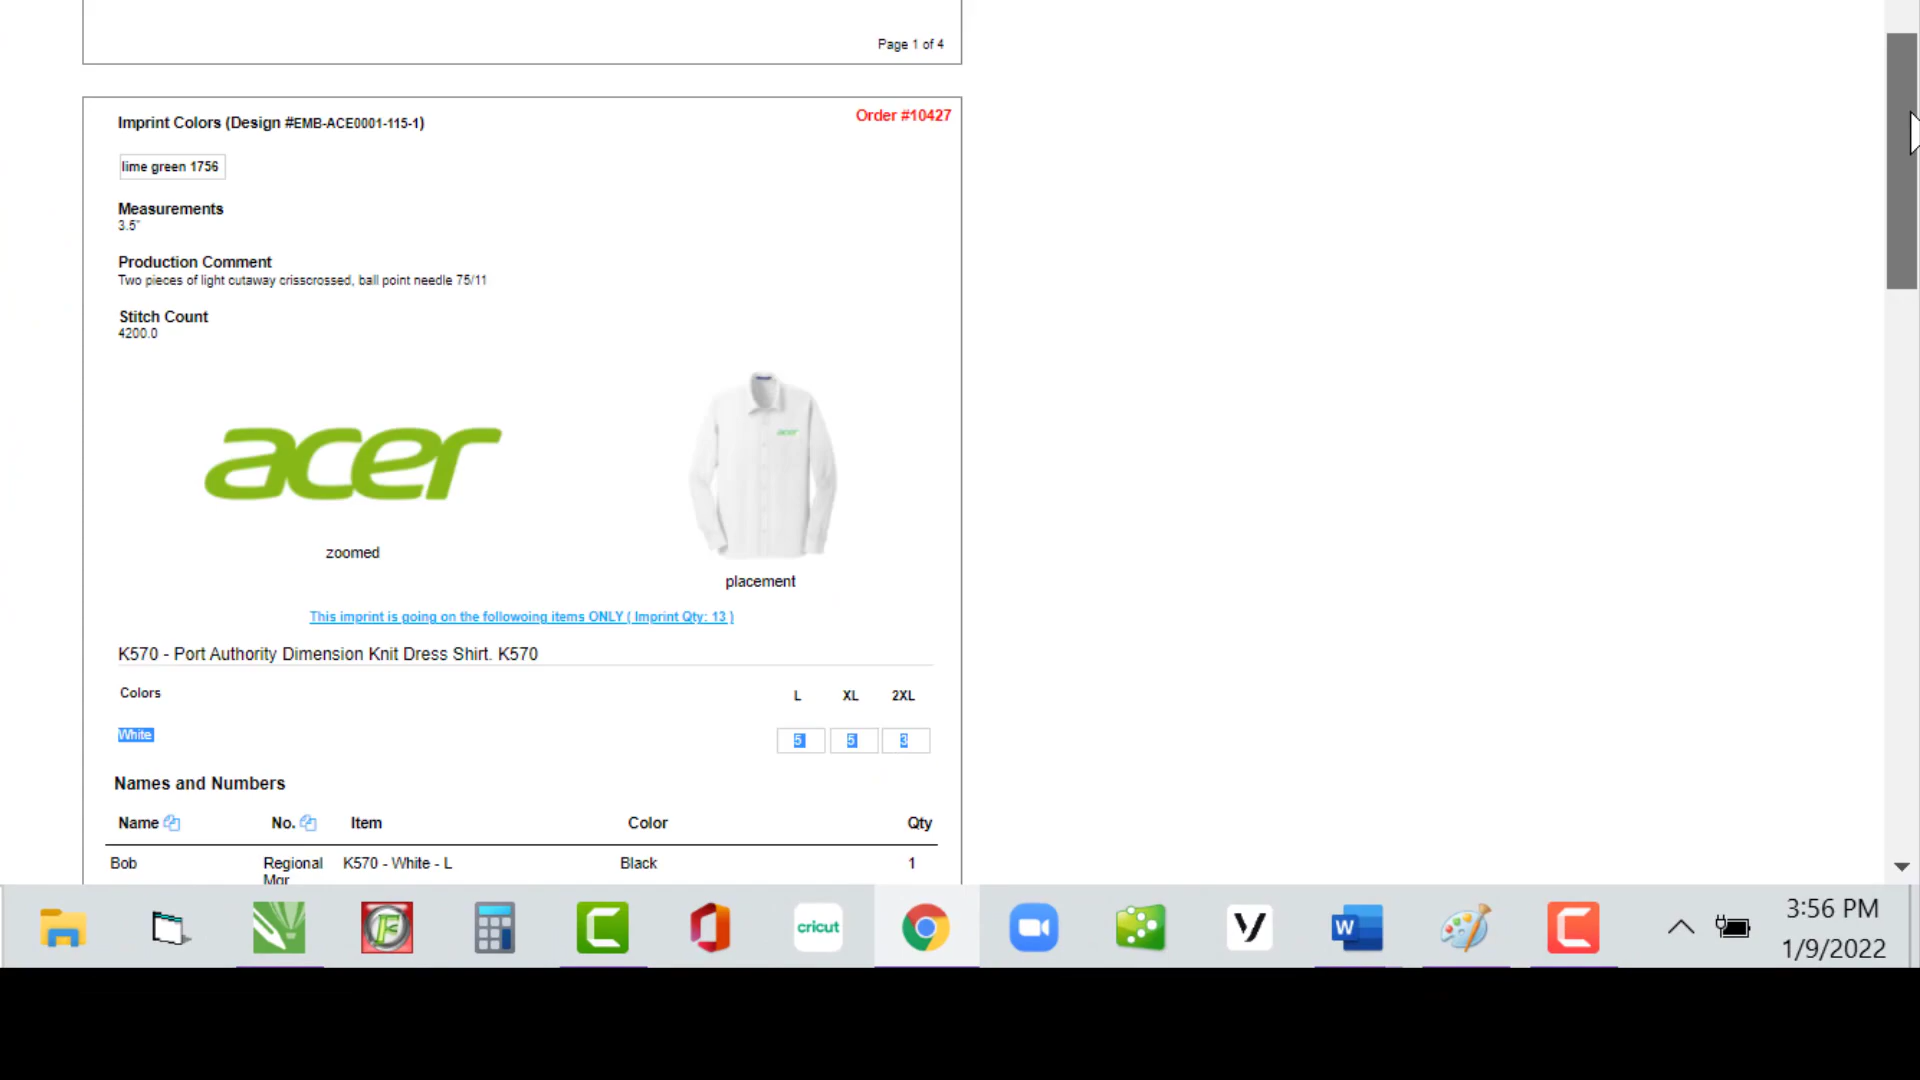 Page 1 of 4
Order #10427
Imprint Colors (Design #EMB-ACE0001-115-1)
lime green 1756
Measurements
3.5"
Production Comment
Two pieces of light cutaway crisscrossed, ball point needle 75/11
Stitch Count
4200.0
acer
acer
zoomed
placement
This imprint is going on the followoing items ONLY ( Imprint Qty: 13 )
K570 - Port Authority Dimension Knit Dress Shirt. K570
Colors L XL 2XL
White 5 5 3
Names and Numbers
Name No. Item Color Qty
Bob Regional K570 - White - L Black 1
Mgr
cricut
W
3:56 PM
1/9/2022